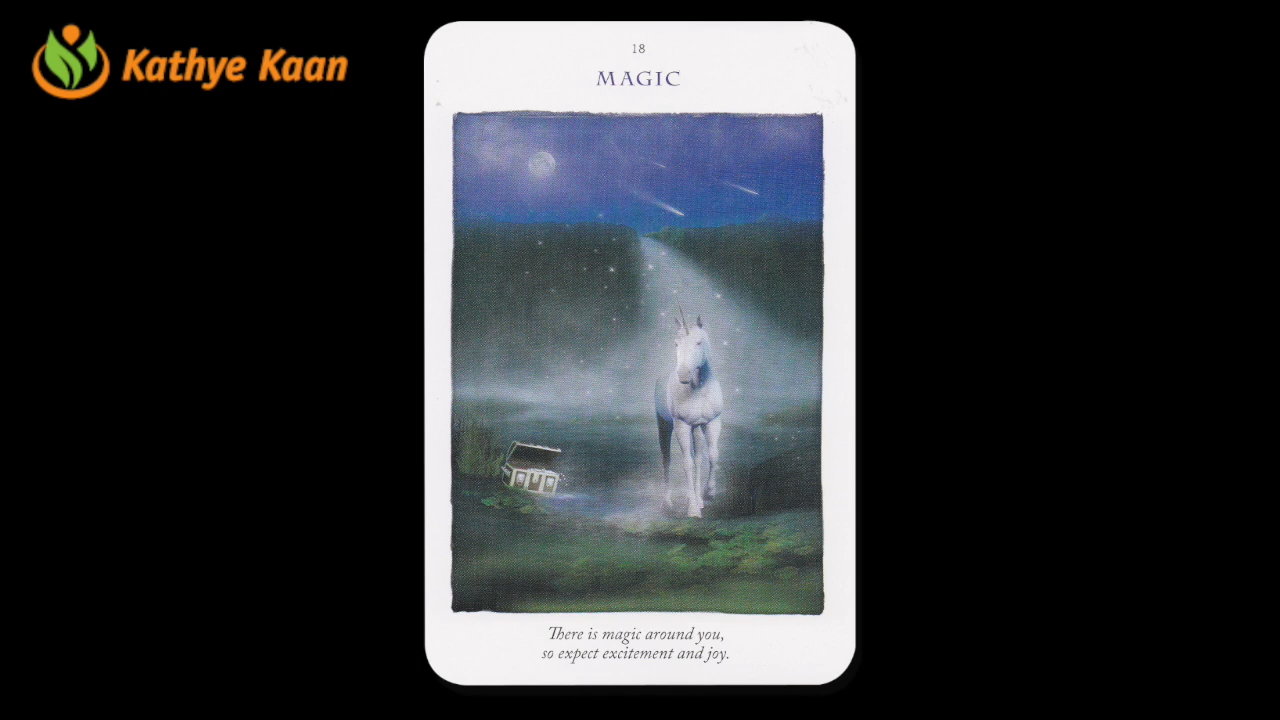 Kathye Kaan
18
MAGIC
There is magic around you,
so expect excitement and joy.